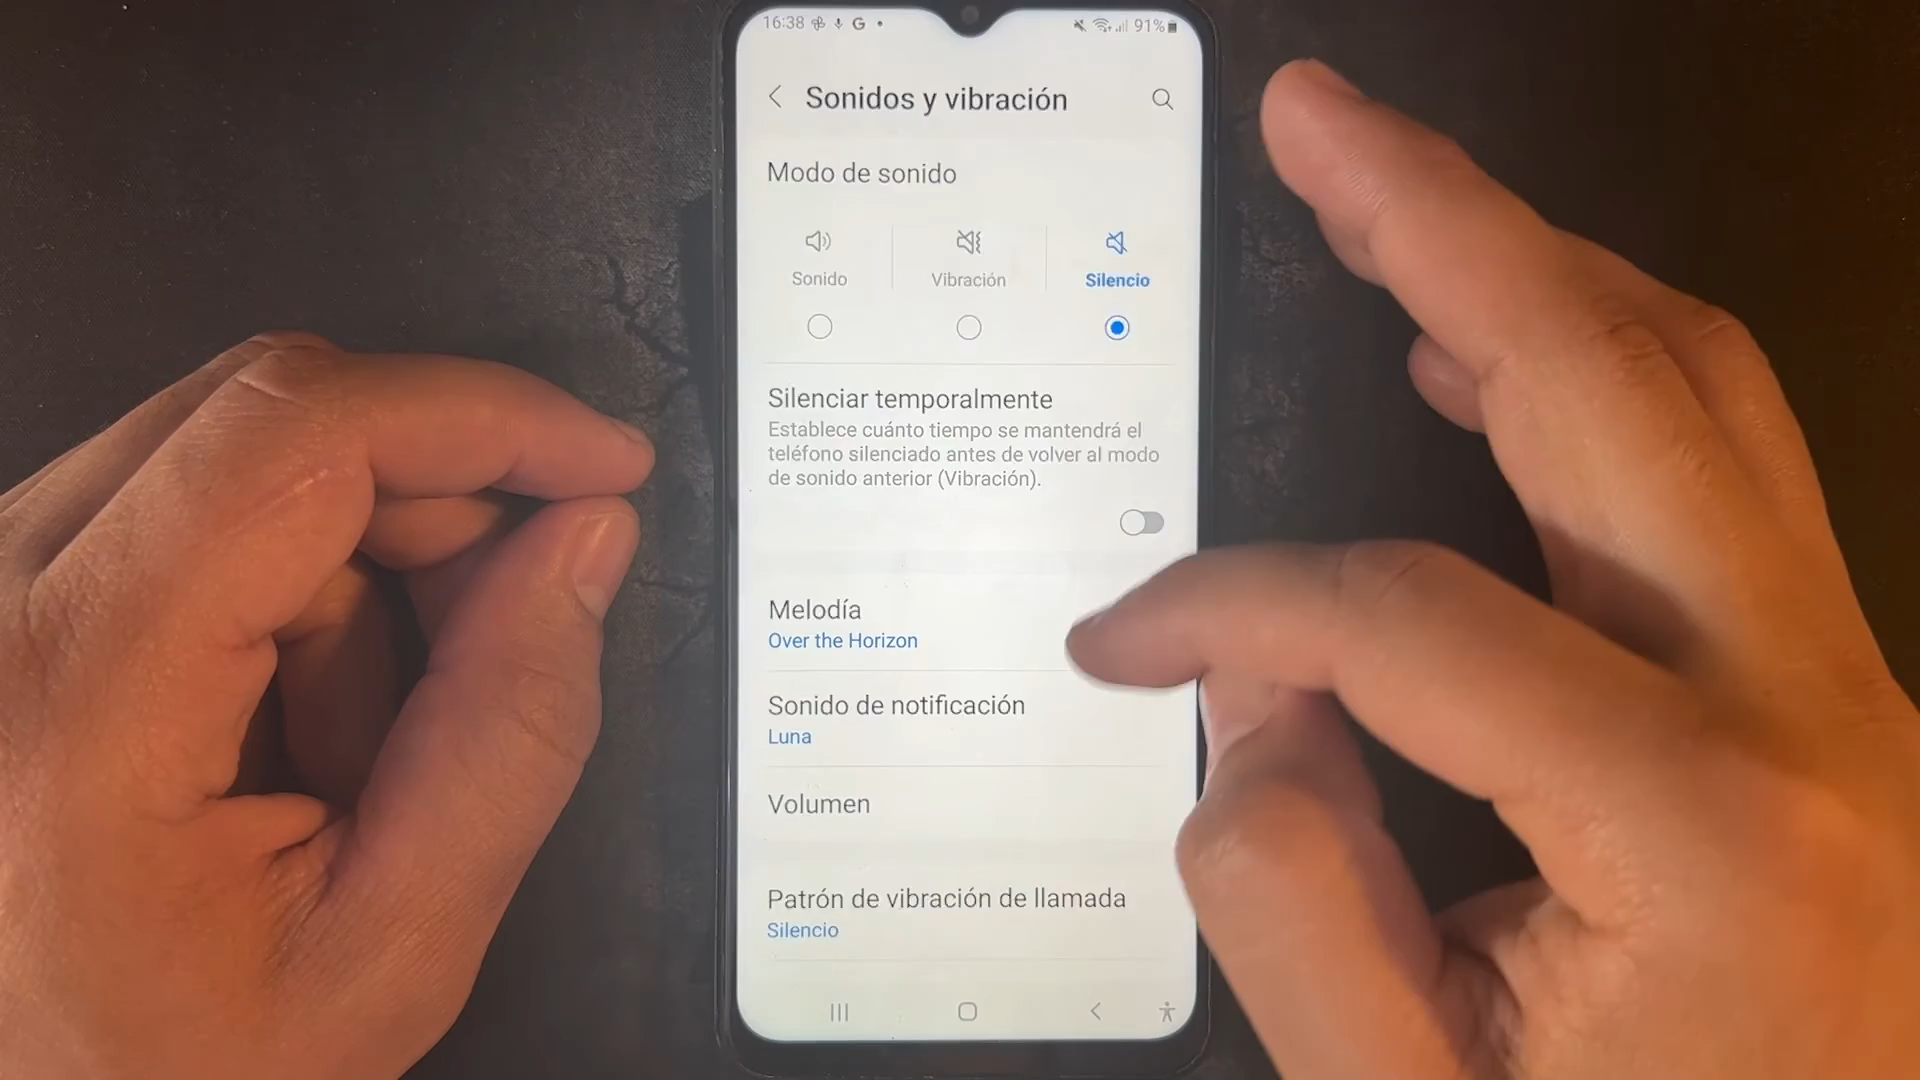 16:38 G 91%
Sonidos y vibración
Modo de sonido
Sonido Vibración Silencio
Silenciar temporalmente
Establece cuánto tiempo se mantendrá el
teléfono silenciado antes de volver al modo
de sonido anterior (Vibración).
Melodía
Over the Horizon
Sonido de notificación
Luna
Volumen
Patrón de vibración de llamada
Silencio